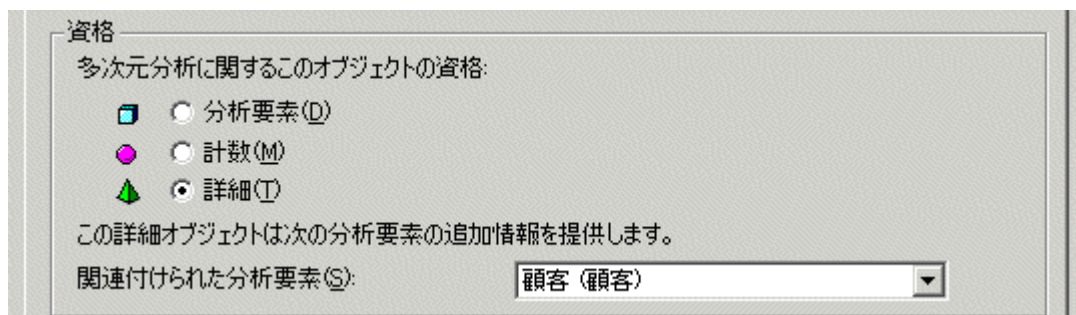 資格
多次元分析に関するこのオブジェクトの資格:
分析要素(D)
計数(M)
詳細(T)
この詳細オブジェクトは次の分析要素の追加情報を提供します。
関連付けられた分析要素(S): 顧客 (顧客)